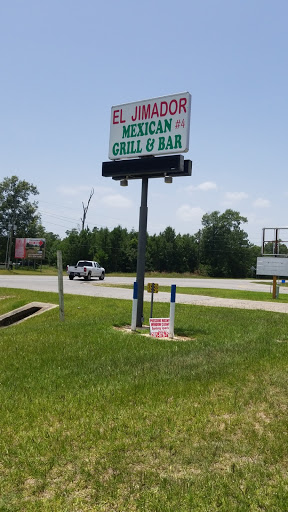 EL JIMADOR
MEXICAN #4
GRILL & BAR